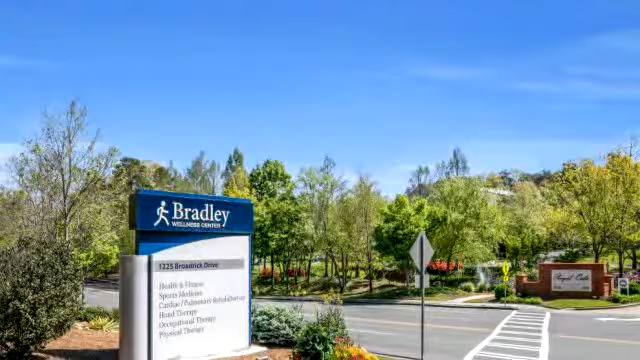 Bradley
WELLNESS CENTER
1225 Broadrick Drive
Health & Fitness
Sports Medicine
Cardiac/Pulmonary Rehabilitation
Hand Therapy
Occupational Therapy
Physical Therapy